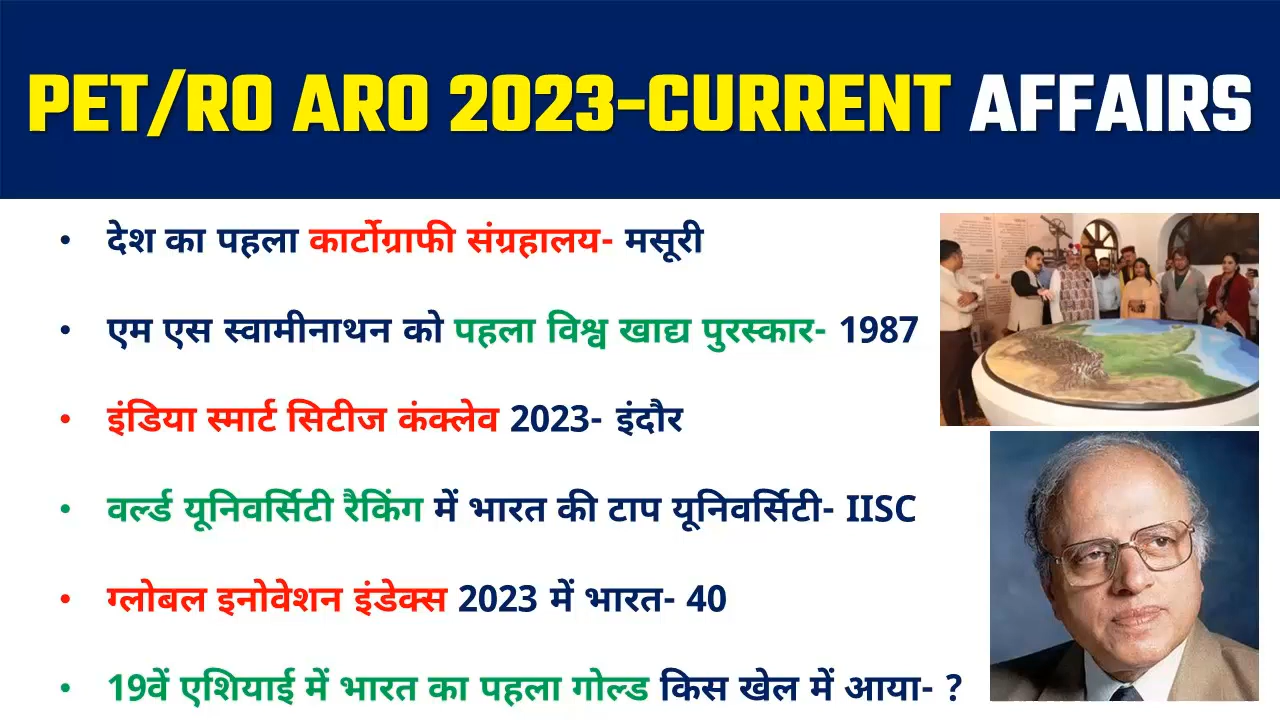 PET/RO ARO 2023-CURRENT AFFAIRS
• देश का पहला कार्टोग्राफी संग्रहालय- मसूरी
• एम एस स्वामीनाथन को पहला विश्व खाद्य पुरस्कार- 1987
• इंडिया स्मार्ट सिटीज कंक्लेव 2023- इंदौर
• वर्ल्ड यूनिवर्सिटी रैकिंग में भारत की टाप यूनिवर्सिटी- IISC
• ग्लोबल इनोवेशन इंडेक्स 2023 में भारत- 40
• 19वें एशियाई में भारत का पहला गोल्ड किस खेल में आया- ?